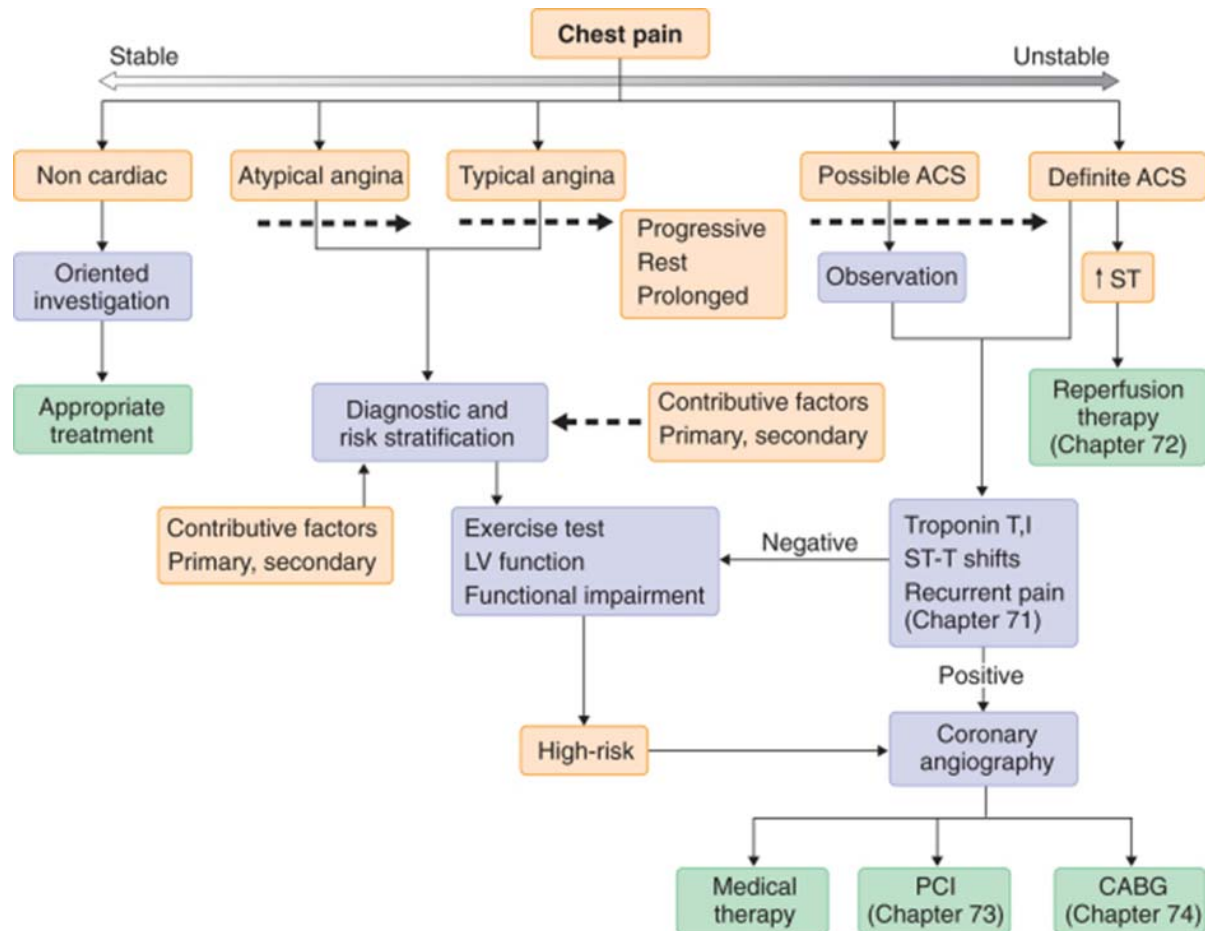 Chest pain
Stable
Unstable
Non cardiac
Atypical angina
Typical angina
Possible ACS
Definite ACS
Progressive
Rest
Prolonged
Oriented
investigation
Observation
↑ ST
Appropriate
treatment
Diagnostic and
risk stratification
Contributive factors
Primary, secondary
Reperfusion
therapy
(Chapter 72)
Contributive factors
Primary, secondary
Exercise test
LV function
Functional impairment
Negative
Troponin T,I
ST-T shifts
Recurrent pain
(Chapter 71)
Positive
High-risk
Coronary
angiography
Medical
therapy
PCI
(Chapter 73)
CABG
(Chapter 74)